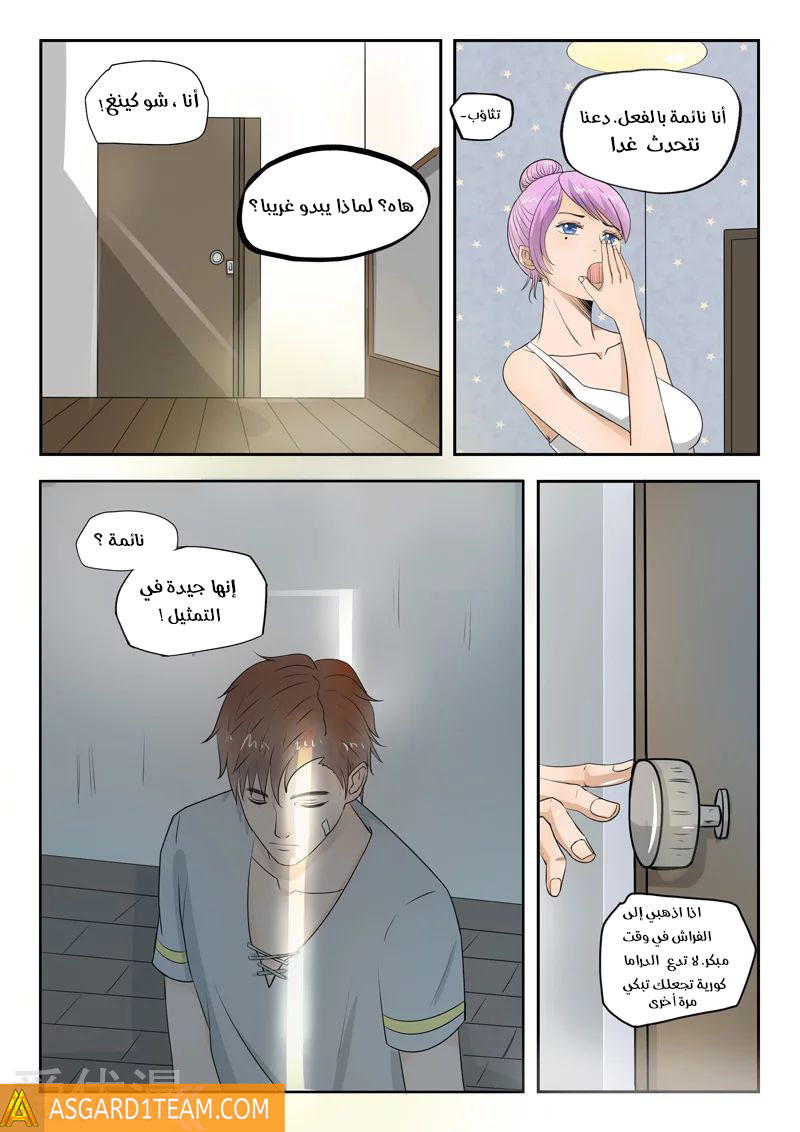 أنا نائمة بالفعل. دعنا
نتحدث غدا
تثاؤب-
أنا ، شو كينغ!
هاه؟ لماذا يبدو غريبا؟
اذا اذهبي إلى
الفراش في وقت
مبكر. لا تدع الدراما
كورية تجعلك تبكي
مرة أخرى
نائمة ؟
إنها جيدة في
التمثيل !
ASGARD1TEAM.COM